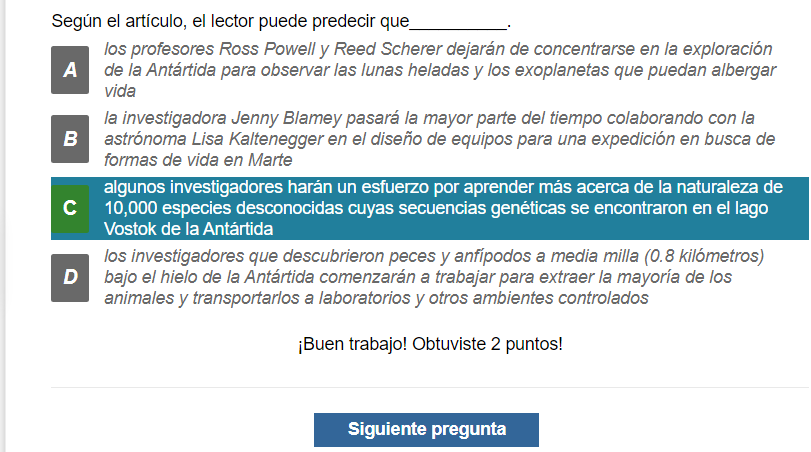 Según el artículo, el lector puede predecir que__________.
A
los profesores Ross Powell y Reed Scherer dejarán de concentrarse en la exploración
de la Antártida para observar las lunas heladas y los exoplanetas que puedan albergar
vida
B
la investigadora Jenny Blamey pasará la mayor parte del tiempo colaborando con la
astrónoma Lisa Kaltenegger en el diseño de equipos para una expedición en busca de
formas de vida en Marte
C
algunos investigadores harán un esfuerzo por aprender más acerca de la naturaleza de
10,000 especies desconocidas cuyas secuencias genéticas se encontraron en el lago
Vostok de la Antártida
D
los investigadores que descubrieron peces y anfípodos a media milla (0.8 kilómetros)
bajo el hielo de la Antártida comenzarán a trabajar para extraer la mayoría de los
animales y transportarlos a laboratorios y otros ambientes controlados
¡Buen trabajo! Obtuviste 2 puntos!
Siguiente pregunta